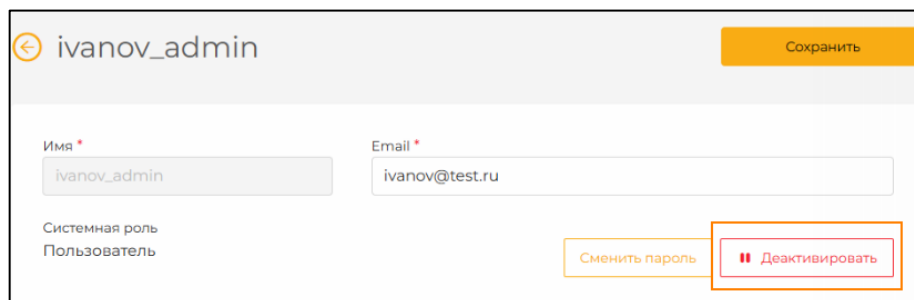 ivanov_admin
Сохранить
Имя *
Email *
ivanov_admin
ivanov@test.ru
Системная роль
Пользователь
Сменить пароль
Деактивировать